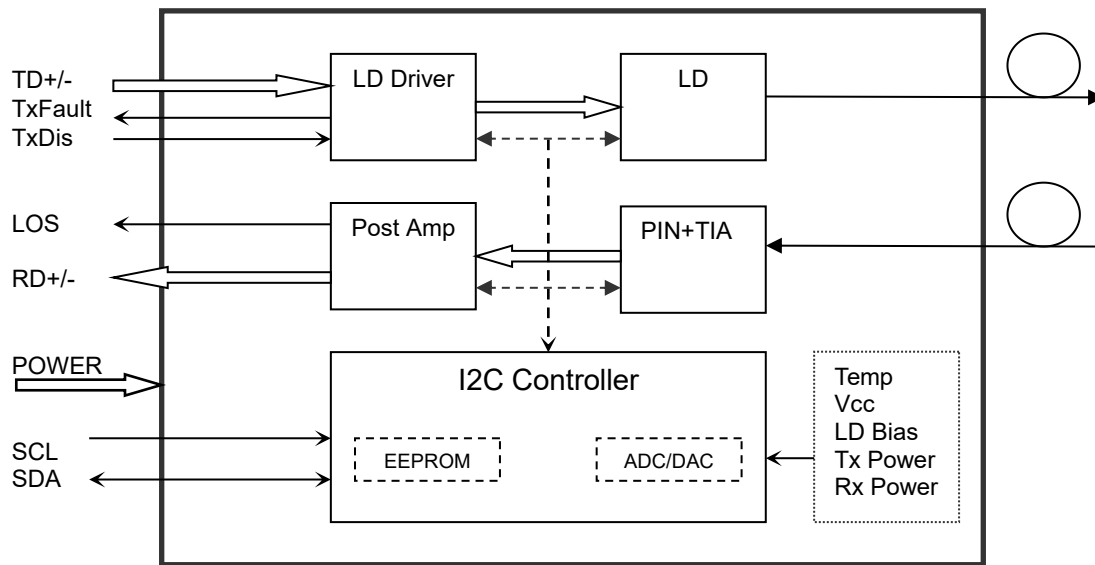 TD+/-
TxFault
TxDis
LD Driver
LD
LOS
RD+/-
Post Amp
PIN+TIA
POWER
SCL
SDA
I2C Controller
EEPROM
ADC/DAC
Temp
Vcc
LD Bias
Tx Power
Rx Power